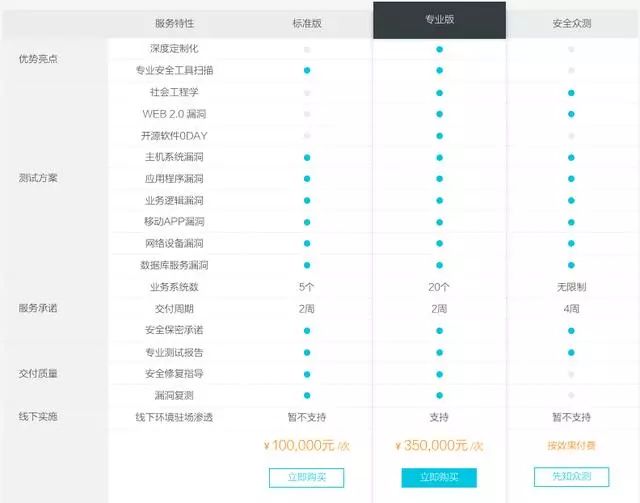 服务特性 标准版 专业版 安全众测
优势亮点
深度定制化
专业安全工具扫描
社会工程学
WEB 2.0 漏洞
开源软件0DAY
主机系统漏洞
测试方案
应用程序漏洞
业务逻辑漏洞
移动APP漏洞
网络设备漏洞
数据库服务漏洞
业务系统数 5个 20个 无限制
服务承诺
交付周期 2周 2周 4周
安全保密承诺
专业测试报告
交付质量
安全修复指导
漏洞复测
线下实施 线下环境驻场渗透 暂不支持 支持 暂不支持
¥100,000元 /次 ¥350,000元 /次 按效果付费
立即购买 立即购买 先知众测